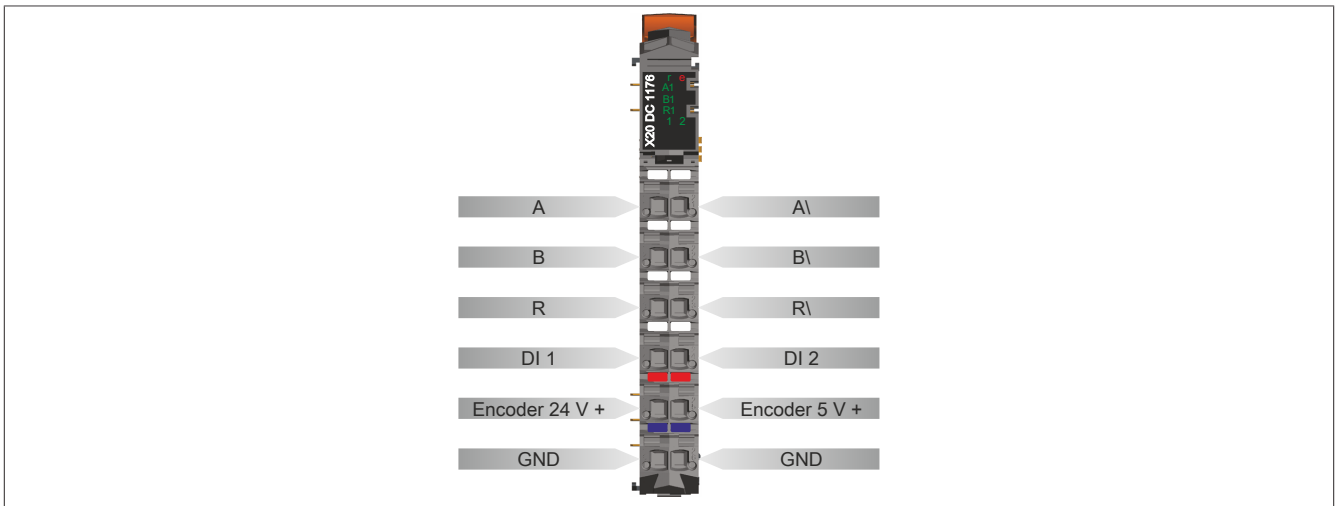 X20 DC 1176
r e
A1
B1
R1
1 2
A A\
B B\
R R\
DI 1 DI 2
Encoder 24 V + Encoder 5 V +
GND GND